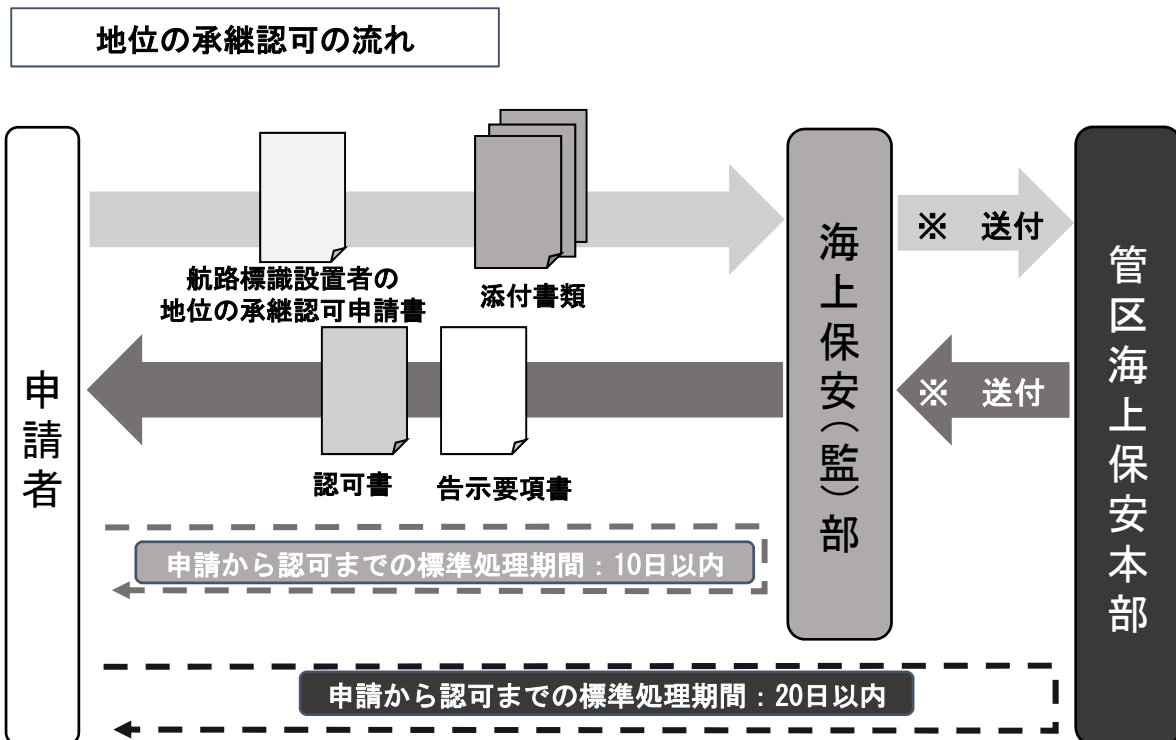 地位の承継認可の流れ
航路標識設置者の
地位の承継認可申請書
添付書類
※　送付
申請者
海上保安（監）部
管区海上保安本部
※　送付
認可書
告示要項書
申請から認可までの標準処理期間：10日以内
申請から認可までの標準処理期間：20日以内